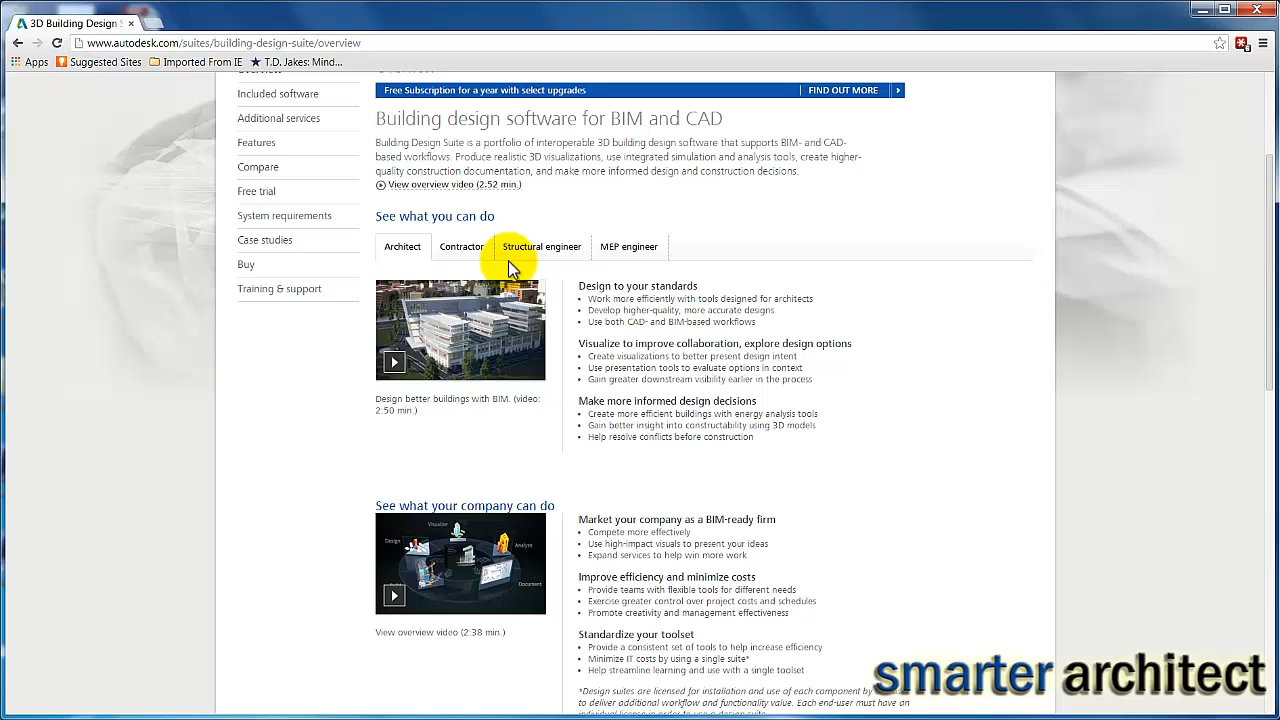 3D Building Design S
www.autodesk.com/suites/building-design-suite/overview
Apps Suggested Sites Imported From IE T.D. Jakes: Mind...
Included software
Additional services
Features
Compare
Free trial
System requirements
Case studies
Buy
Training & support
Free Subscription for a year with select upgrades FIND OUT MORE
Building design software for BIM and CAD
Building Design Suite is a portfolio of interoperable 3D building design software that supports BIM- and CAD-
based workflows. Produce realistic 3D visualizations, use integrated simulation and analysis tools, create higher-
quality construction documentation, and make more informed design and construction decisions.
View overview video (2:52 min.)
See what you can do
Architect Contractor Structural engineer MEP engineer
Design better buildings with BIM. (video:
2:50 min.)
Design to your standards
• Work more efficiently with tools designed for architects
• Develop higher-quality, more accurate designs
• Use both CAD- and BIM-based workflows
Visualize to improve collaboration, explore design options
• Create visualizations to better present design intent
• Use presentation tools to evaluate options in context
• Gain greater downstream visibility earlier in the process
Make more informed design decisions
• Create more efficient buildings with energy analysis tools
• Gain better insight into constructability using 3D models
• Help resolve conflicts before construction
See what your company can do
Visualize
Design
Analyze
Document
View overview video (2:38 min.)
Market your company as a BIM-ready firm
• Compete more effectively
• Use high-impact visuals to present your ideas
• Expand services to help win more work
Improve efficiency and minimize costs
• Provide teams with flexible tools for different needs
• Exercise greater control over project costs and schedules
• Promote creativity and management effectiveness
Standardize your toolset
• Provide a consistent set of tools to help increase efficiency
• Minimize IT costs by using a single suite*
• Help streamline learning and use with a single toolset
*Design suites are licensed for installation and use of each component by
to deliver additional workflow and functionality value. Each end-user must have an
smarter architect